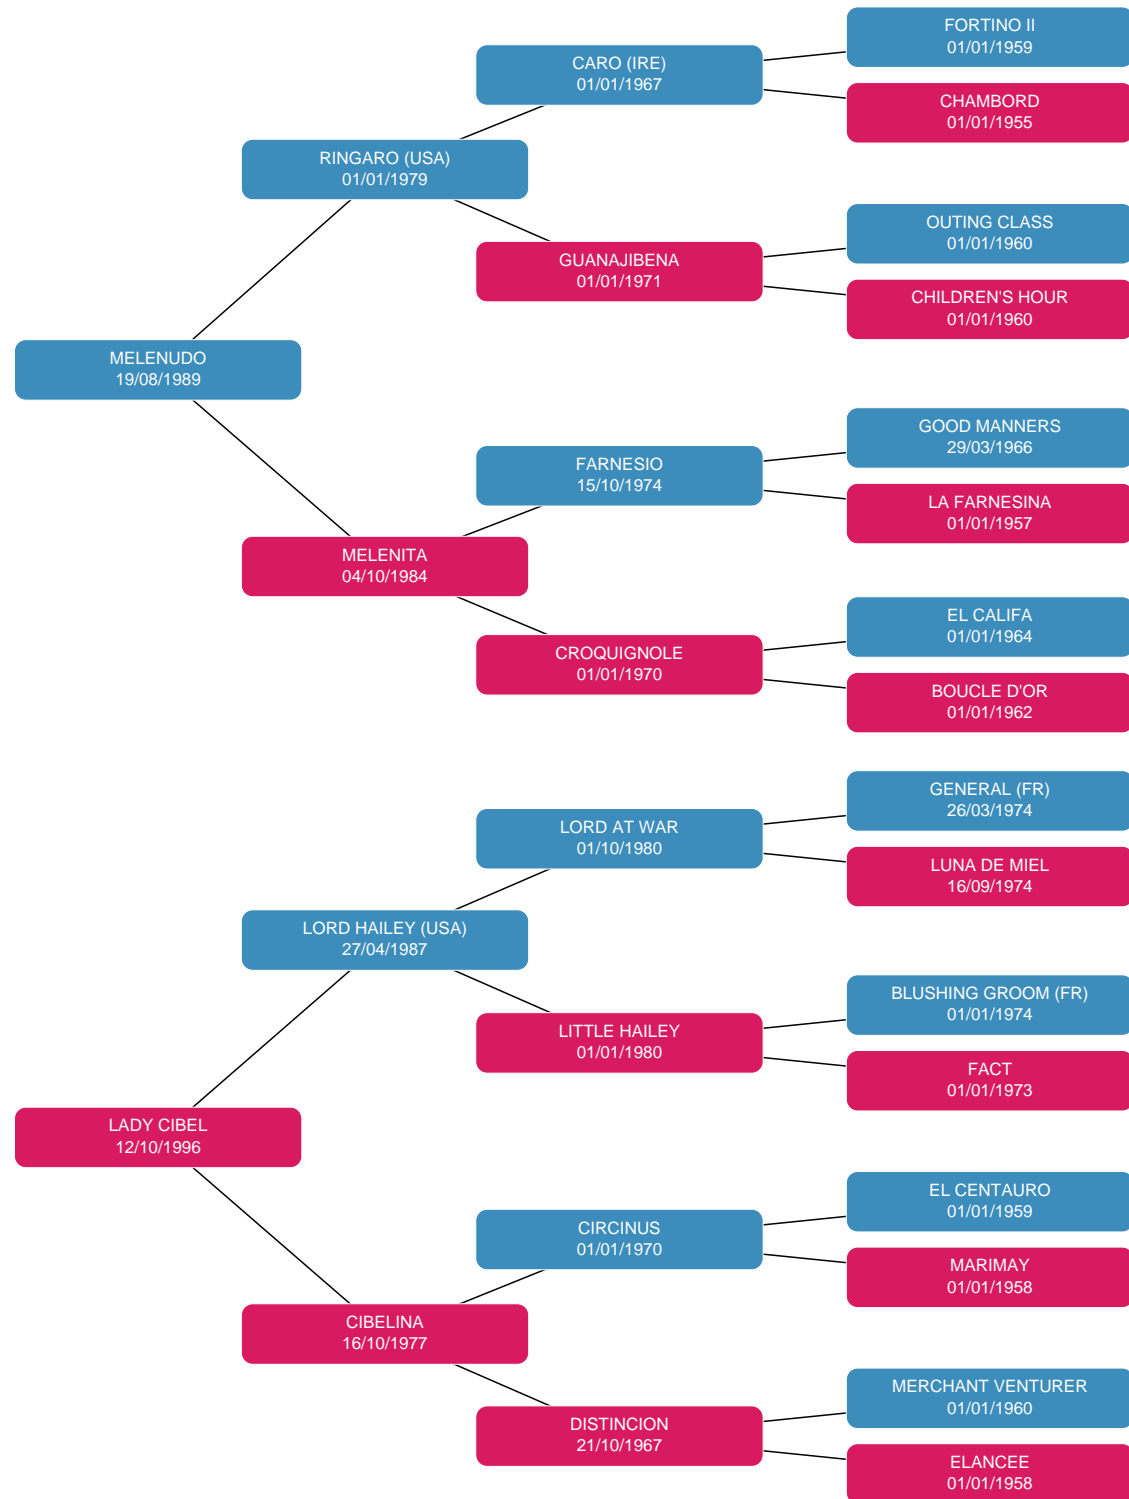 FORTINO II
01/01/1959
CARO (IRE)
01/01/1967
CHAMBORD
01/01/1955
RINGARO (USA)
01/01/1979
OUTING CLASS
01/01/1960
GUANAJIBENA
01/01/1971
CHILDREN'S HOUR
01/01/1960
MELENUDO
19/08/1989
GOOD MANNERS
29/03/1966
FARNESIO
15/10/1974
LA FARNESINA
01/01/1957
MELENITA
04/10/1984
EL CALIFA
01/01/1964
CROQUIGNOLE
01/01/1970
BOUCLE D'OR
01/01/1962
GENERAL (FR)
26/03/1974
LORD AT WAR
01/10/1980
LUNA DE MIEL
16/09/1974
LORD HAILEY (USA)
27/04/1987
BLUSHING GROOM (FR)
01/01/1974
LITTLE HAILEY
01/01/1980
FACT
01/01/1973
LADY CIBEL
12/10/1996
EL CENTAURO
01/01/1959
CIRCINUS
01/01/1970
MARIMAY
01/01/1958
CIBELINA
16/10/1977
MERCHANT VENTURER
01/01/1960
DISTINCION
21/10/1967
ELANCEE
01/01/1958